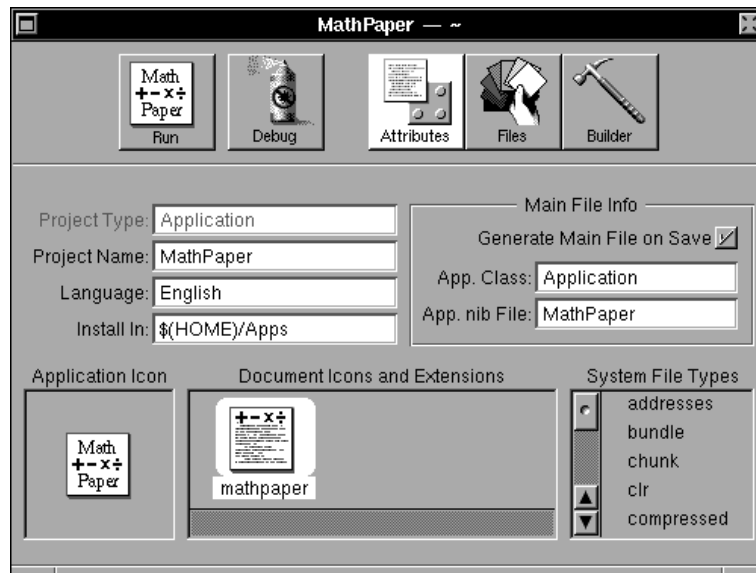 MathPaper — ~
Math
+−×÷
Paper
Run
Debug
Attributes
Files
Builder
Project Type: Application
Project Name: MathPaper
Language: English
Install In: $(HOME)/Apps
Main File Info
Generate Main File on Save
App. Class: Application
App. nib File: MathPaper
Application Icon
Math
+−×÷
Paper
Document Icons and Extensions
+−×÷
mathpaper
System File Types
addresses
bundle
chunk
clr
compressed